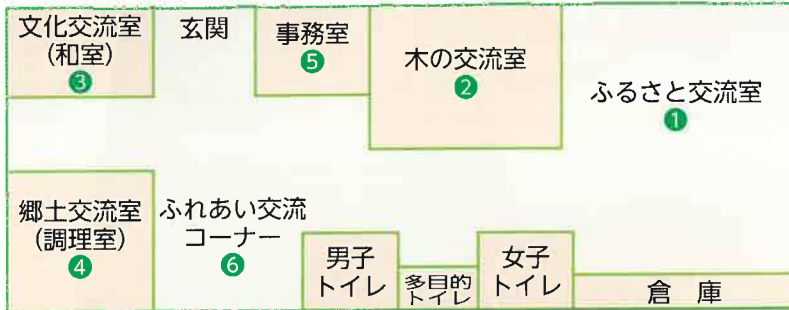 文化交流室
(和室)
❸
玄関
事務室
❺
木の交流室
❷
ふるさと交流室
❶
郷土交流室
(調理室)
❹
ふれあい交流
コーナー
❻
男子
トイレ
多目的
トイレ
女子
トイレ
倉 庫